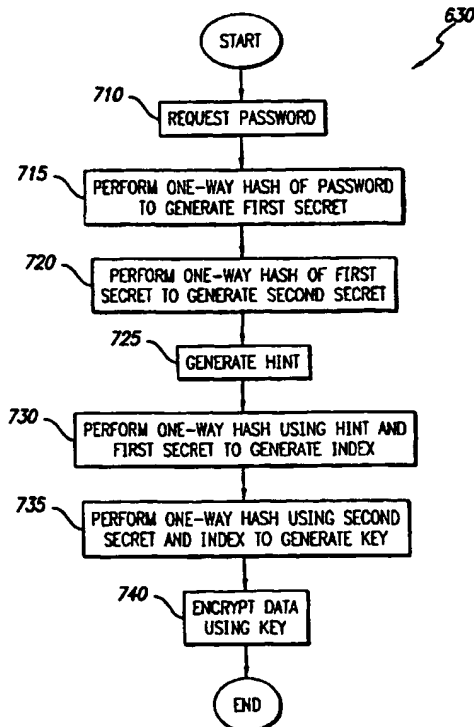 630
START
710
REQUEST PASSWORD
715
PERFORM ONE-WAY HASH OF PASSWORD
TO GENERATE FIRST SECRET
720
PERFORM ONE-WAY HASH OF FIRST
SECRET TO GENERATE SECOND SECRET
725
GENERATE HINT
730
PERFORM ONE-WAY HASH USING HINT AND
FIRST SECRET TO GENERATE INDEX
735
PERFORM ONE-WAY HASH USING SECOND
SECRET AND INDEX TO GENERATE KEY
740
ENCRYPT DATA
USING KEY
END